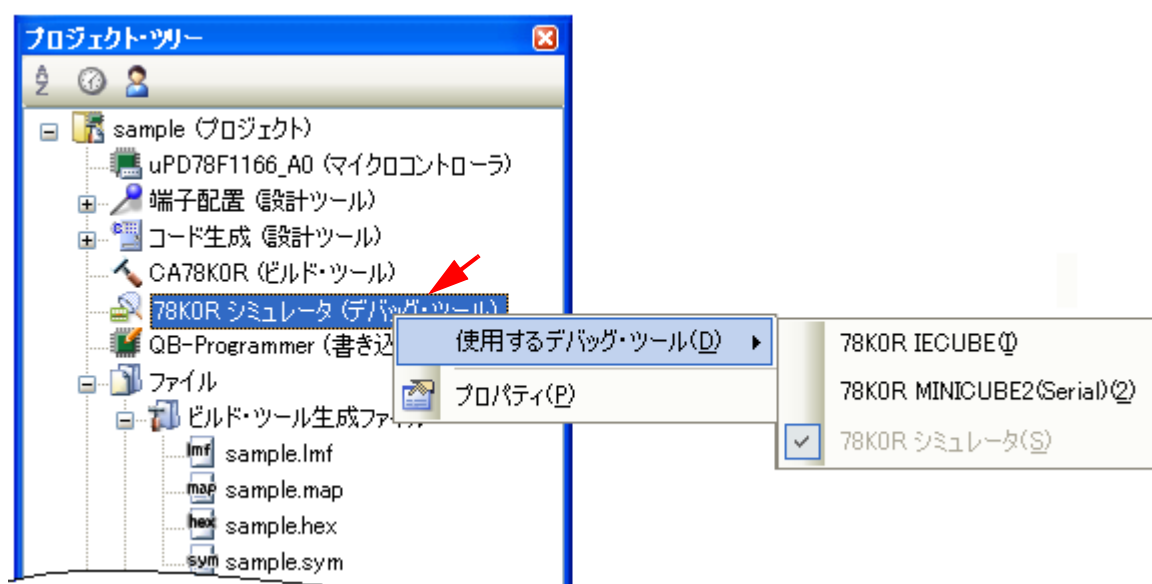 プロジェクト・ツリー
sample (プロジェクト)
uPD78F1166_A0 (マイクロコントローラ)
端子配置 (設計ツール)
コード生成 (設計ツール)
CA78K0R (ビルド・ツール)
78K0R シミュレータ (デバッグ・ツール)
QB-Programmer (書き込
使用するデバッグ・ツール(D)
プロパティ(P)
78K0R IECUBE(I)
78K0R MINICUBE2(Serial)(2)
78K0R シミュレータ(S)
ファイル
ビルド・ツール生成ファイル
lmf sample.lmf
map sample.map
hex sample.hex
sym sample.sym